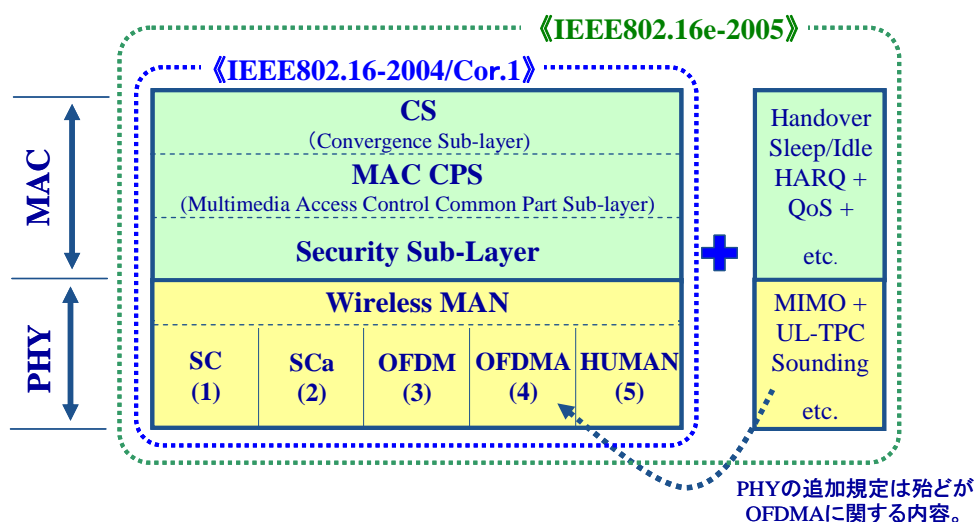 《IEEE802.16e-2005》
《IEEE802.16-2004/Cor.1》
MAC
CS
(Convergence Sub-layer)
MAC CPS
(Multimedia Access Control Common Part Sub-layer)
Security Sub-Layer
Handover
Sleep/Idle
HARQ +
QoS +
etc.
PHY
Wireless MAN
SC
(1)
SCa
(2)
OFDM
(3)
OFDMA
(4)
HUMAN
(5)
MIMO +
UL-TPC
Sounding
etc.
PHYの追加規定は殆どが
OFDMAに関する内容。